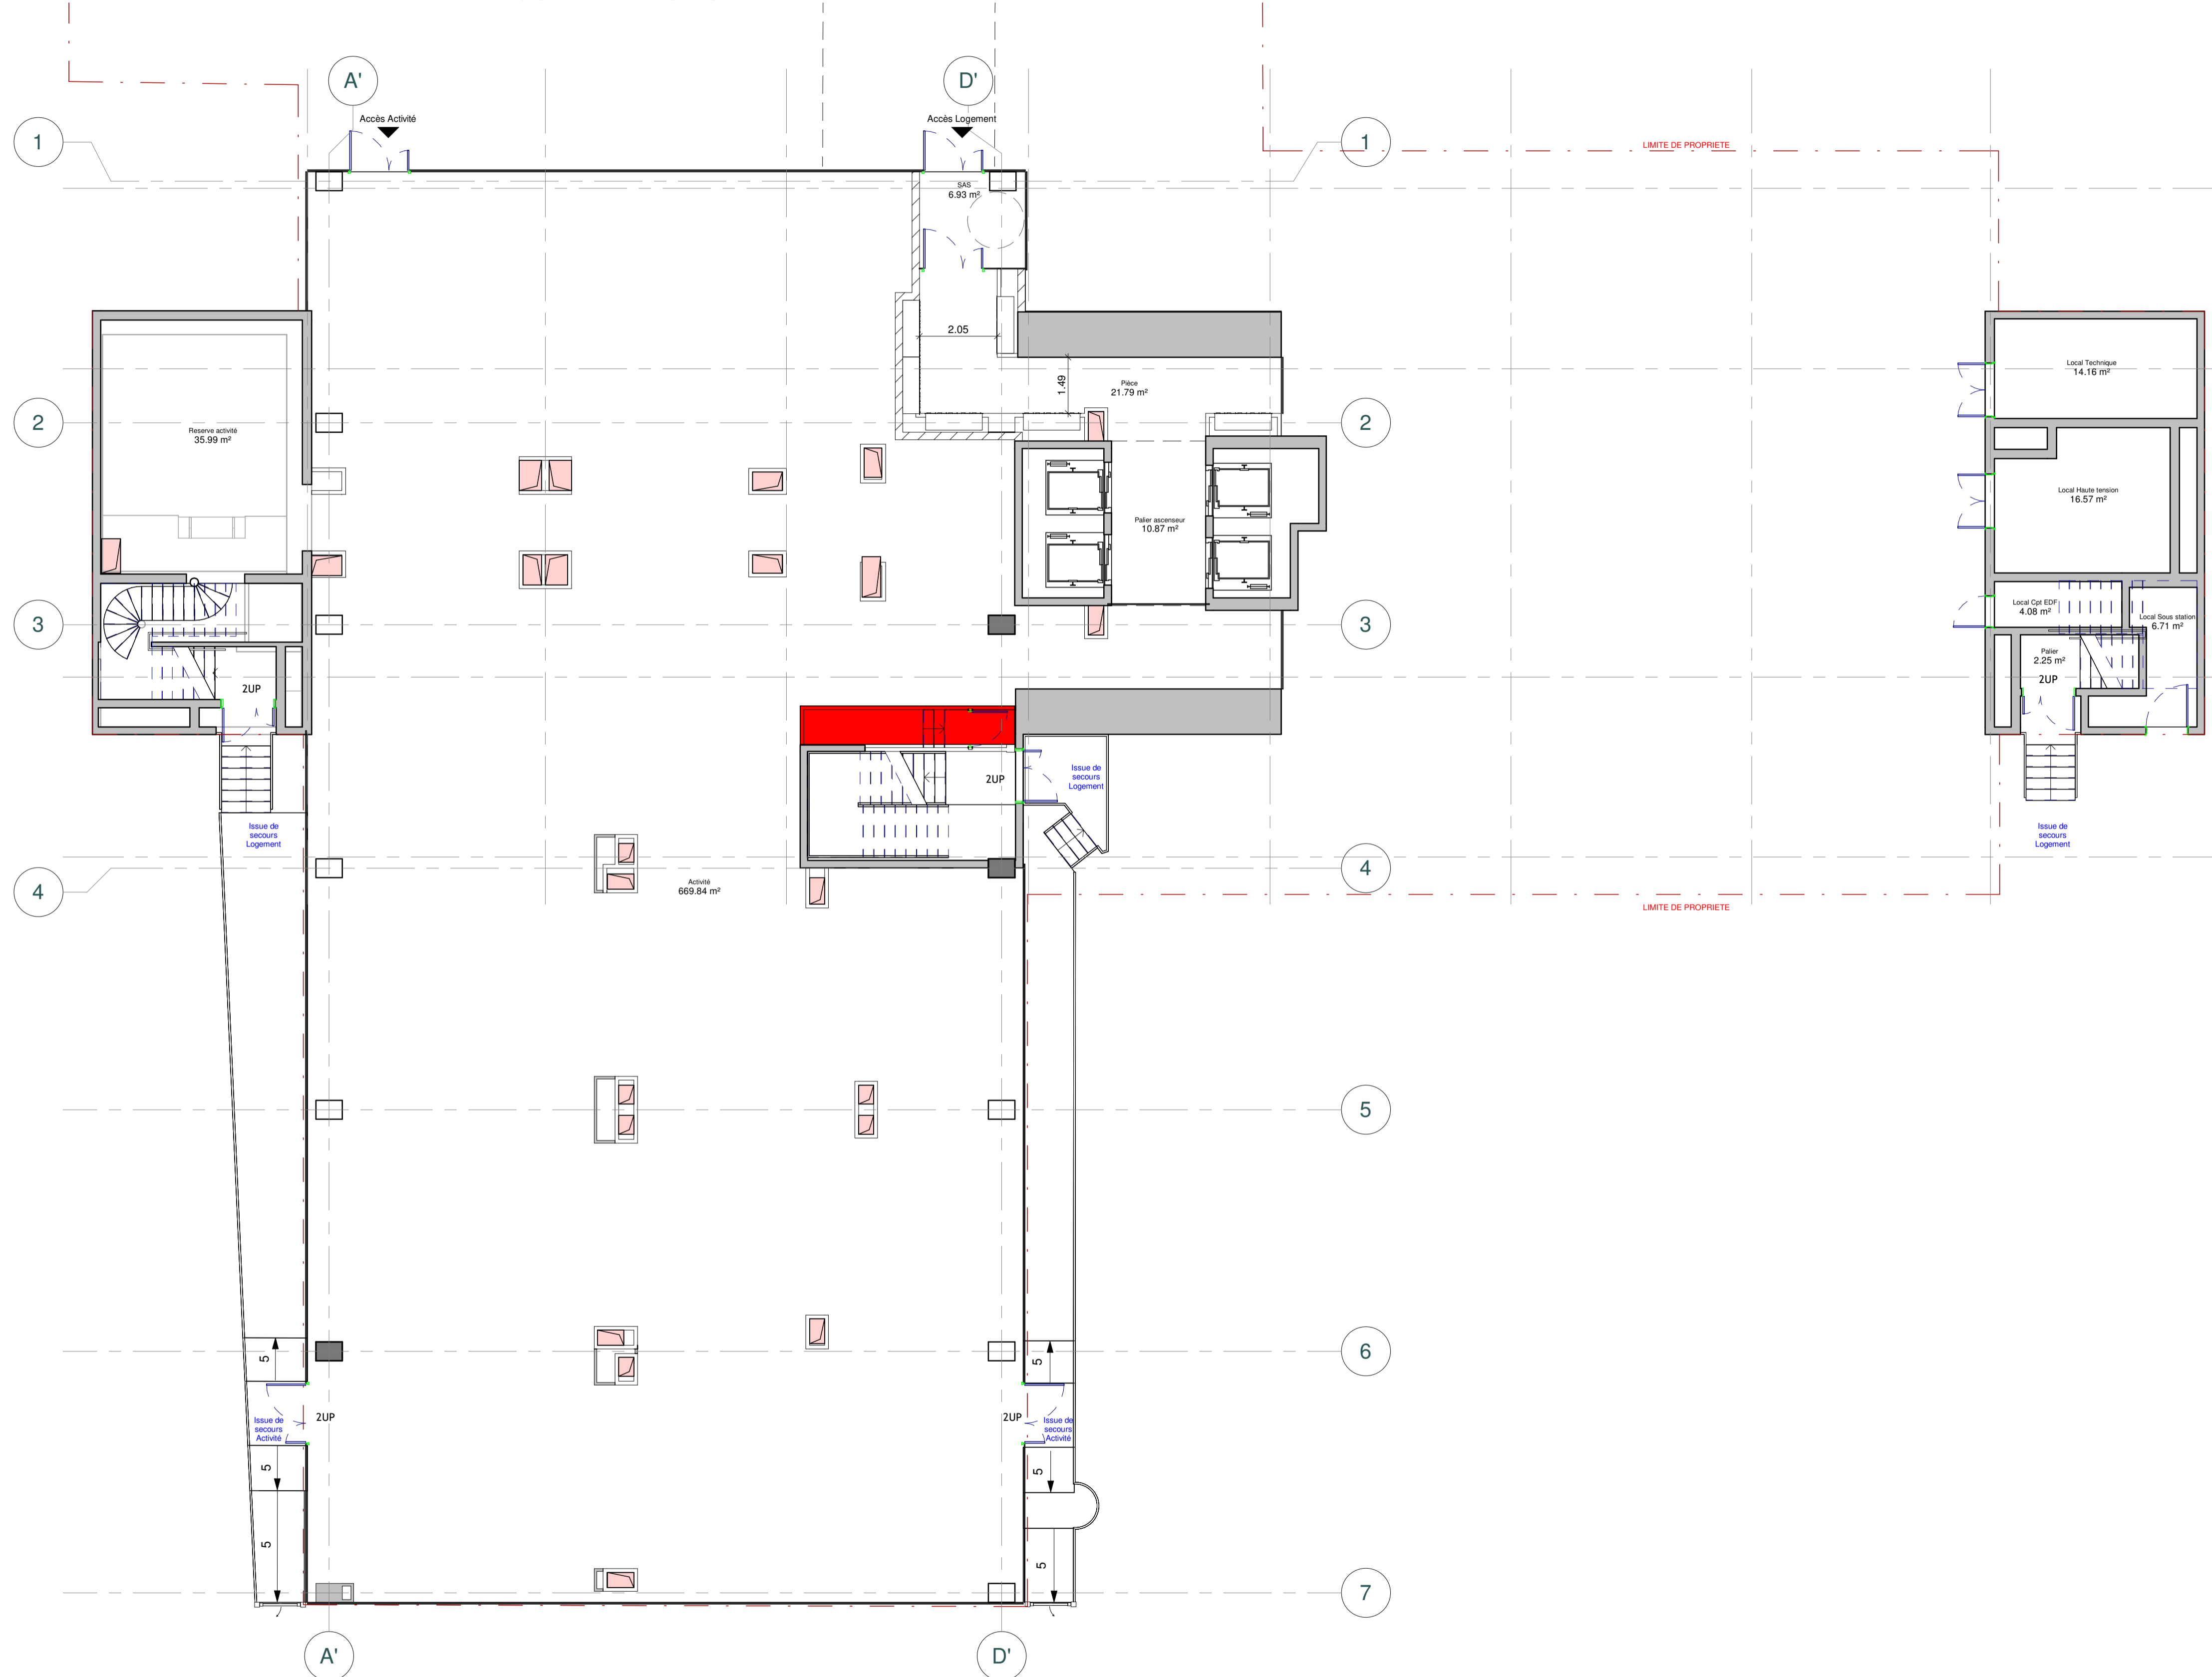 A'
D'
Accès Activité
Accès Logement
1
1
LIMITE DE PROPRIETE
SAS
6.93 m²
2.05
1.49
Pièce
21.79 m²
Local Technique
14.16 m²
2
2
Reserve activité
35.99 m²
Local Haute tension
16.57 m²
Palier ascenseur
10.87 m²
3
3
Local Cpt EDF
4.08 m²
Local Sous station
6.71 m²
Palier
2.25 m²
2UP
2UP
2UP
Issue de
secours
Logement
Issue de
secours
Logement
Issue de
secours
Logement
4
4
Activité
669.84 m²
LIMITE DE PROPRIETE
5
6
5
5
2UP
2UP
Issue de
secours
Activité
Issue de
secours
Activité
5
5
5
5
7
A'
D'